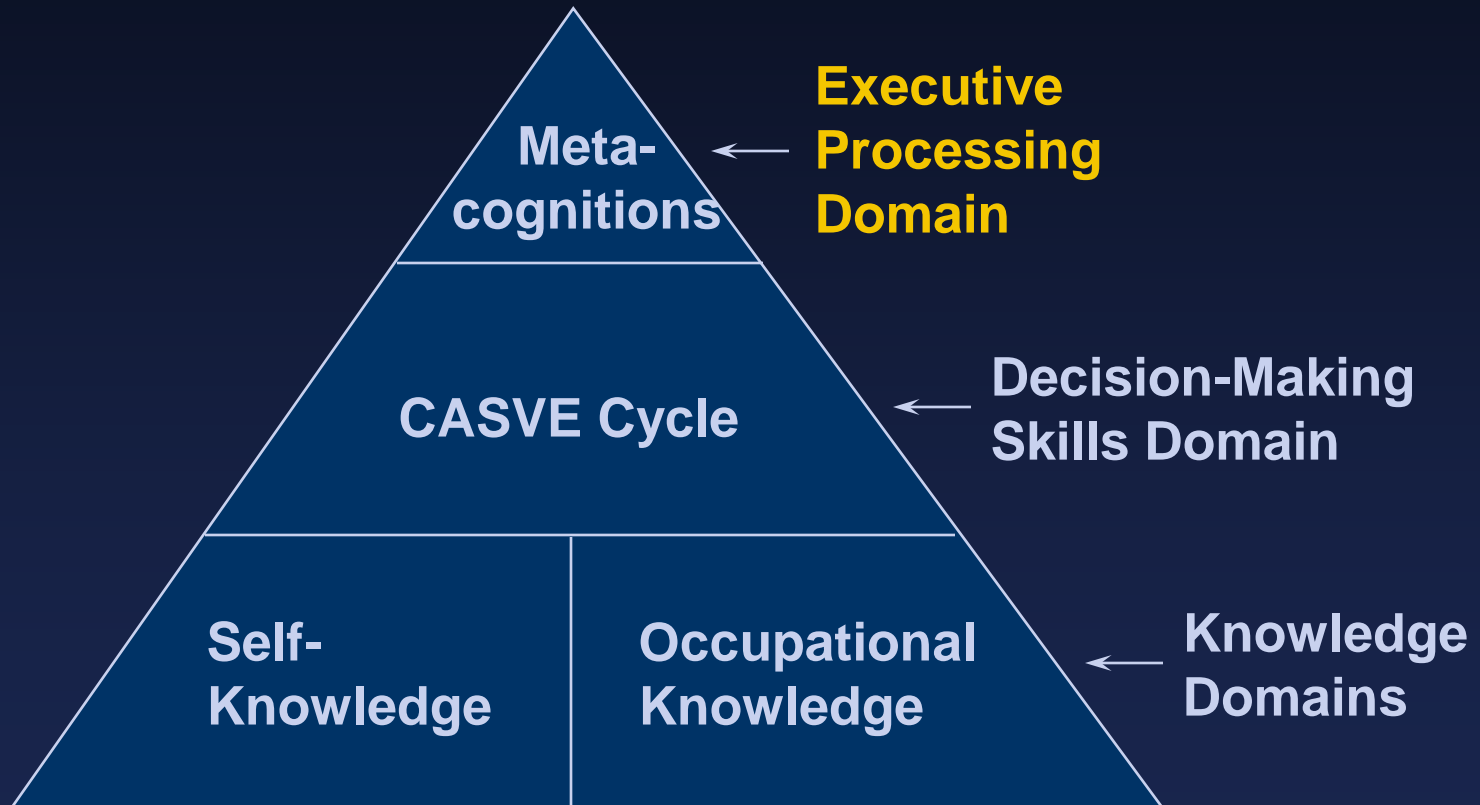 Meta-
cognitions
Executive
Processing
Domain
CASVE Cycle
Decision-Making
Skills Domain
Self-
Knowledge
Occupational
Knowledge
Knowledge
Domains